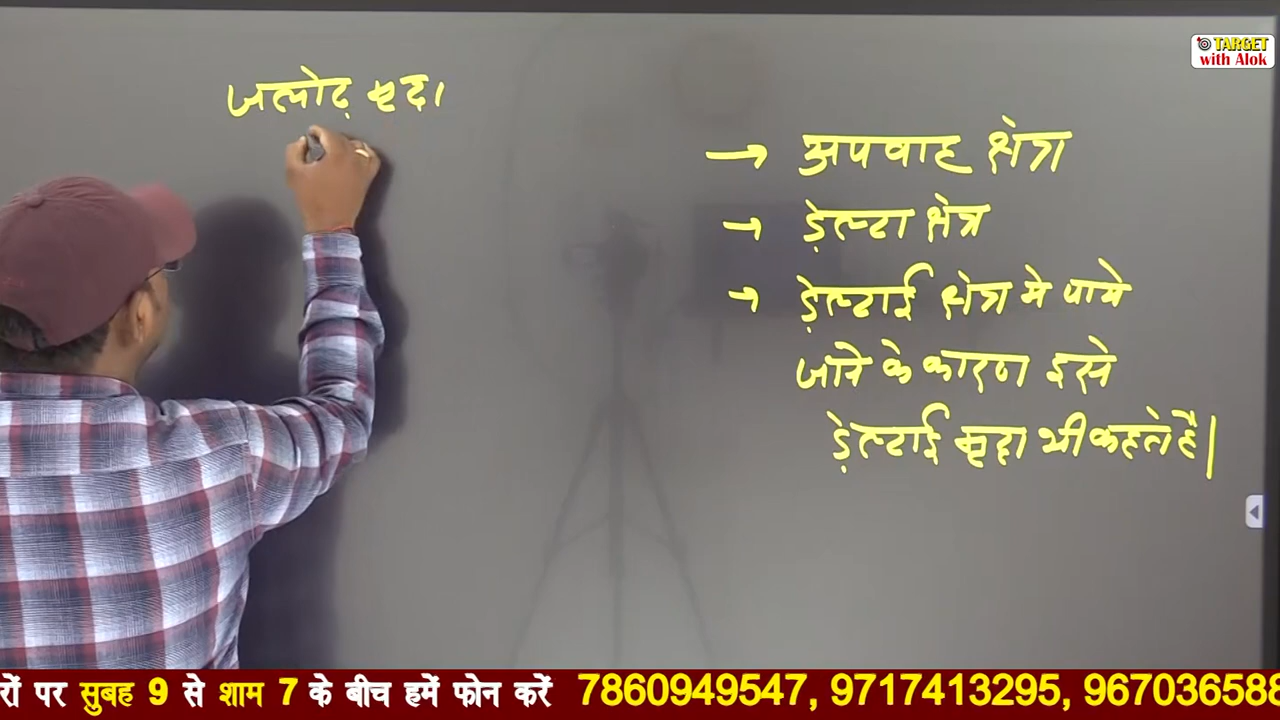 TARGET
with Alok
जलोढ़ मृदा
→ अपवाह क्षेत्र
→ डेल्टा क्षेत्र
→ डे़ल्टाई क्षेत्र मे पाये
जाने के कारण इसे
डे़ल्टाई मृदा भी कहते है|
रों पर सुबह 9 से शाम 7 के बीच हमें फोन करें 7860949547, 9717413295, 967036588